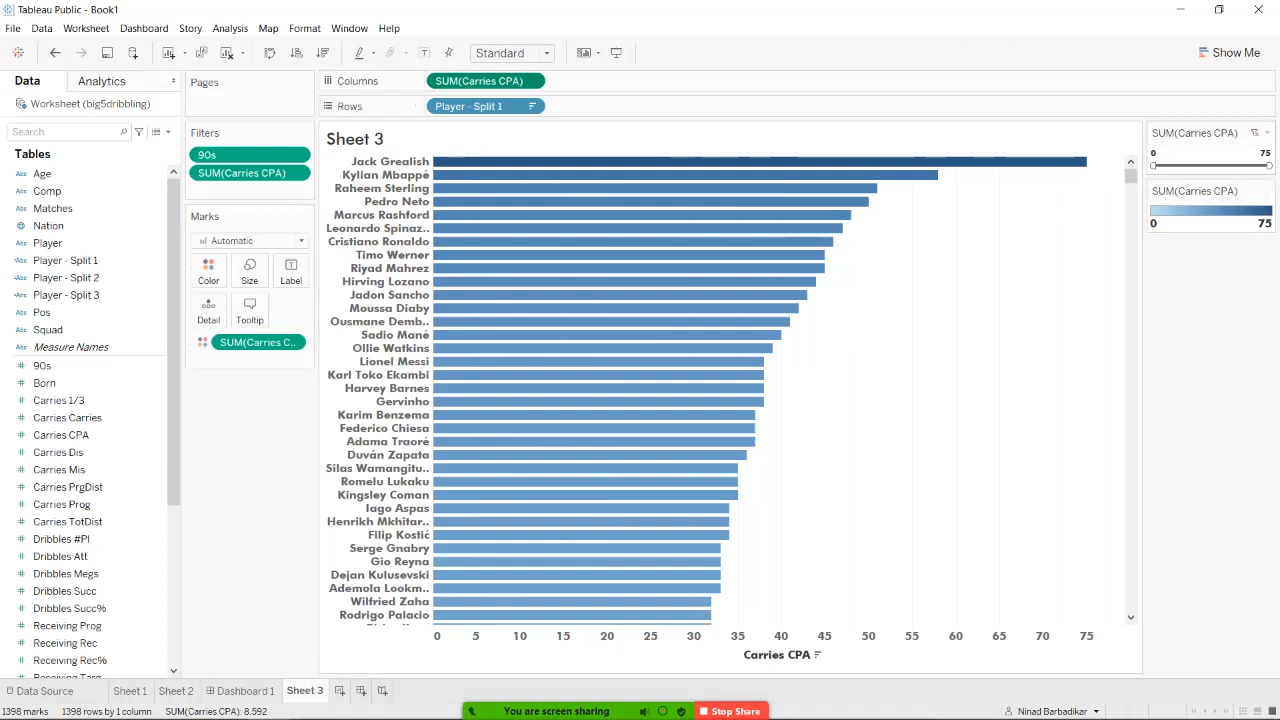 Tableau Public - Book1
File Data Worksheet Dashboard Story Analysis Map Format Window Help
Standard
Show Me
Data Analytics
Worksheet (big5dribbling)
Search
Tables
Abc Age
Abc Comp
Abc Matches
Nation
Abc Player
Abc Player - Split 1
Abc Player - Split 2
Abc Player - Split 3
Abc Pos
Abc Squad
Abc Measure Names
# 90s
# Born
# Carries 1/3
# Carries Carries
# Carries CPA
# Carries Dis
# Carries Mis
# Carries PrgDist
# Carries Prog
# Carries TotDist
# Dribbles #Pl
# Dribbles Att
# Dribbles Megs
# Dribbles Succ
# Dribbles Succ%
# Receiving Prog
# Receiving Rec
# Receiving Rec%
# Receiving Targ
Pages
Filters
90s
SUM(Carries CPA)
Marks
Automatic
Color Size Label
Detail Tooltip
SUM(Carries C..
Columns SUM(Carries CPA)
Rows Player - Split 1
Sheet 3
Jack Grealish
Kylian Mbappé
Raheem Sterling
Pedro Neto
Marcus Rashford
Leonardo Spinaz..
Cristiano Ronaldo
Timo Werner
Riyad Mahrez
Hirving Lozano
Jadon Sancho
Moussa Diaby
Ousmane Demb..
Sadio Mané
Ollie Watkins
Lionel Messi
Karl Toko Ekambi
Harvey Barnes
Gervinho
Karim Benzema
Federico Chiesa
Adama Traoré
Duván Zapata
Silas Wamangitu..
Romelu Lukaku
Kingsley Coman
Iago Aspas
Henrikh Mkhitar..
Filip Kostić
Serge Gnabry
Gio Reyna
Dejan Kulusevski
Ademola Lookm..
Wilfried Zaha
Rodrigo Palacio
0 5 10 15 20 25 30 35 40 45 50 55 60 65 70 75
Carries CPA
SUM(Carries CPA)
0 75
SUM(Carries CPA)
0 75
Data Source Sheet 1 Sheet 2 Dashboard 1 Sheet 3
1398 marks 1398 rows by 1 column SUM(Carries CPA): 8.592
You are screen sharing Stop Share
Ninad Barbadikar